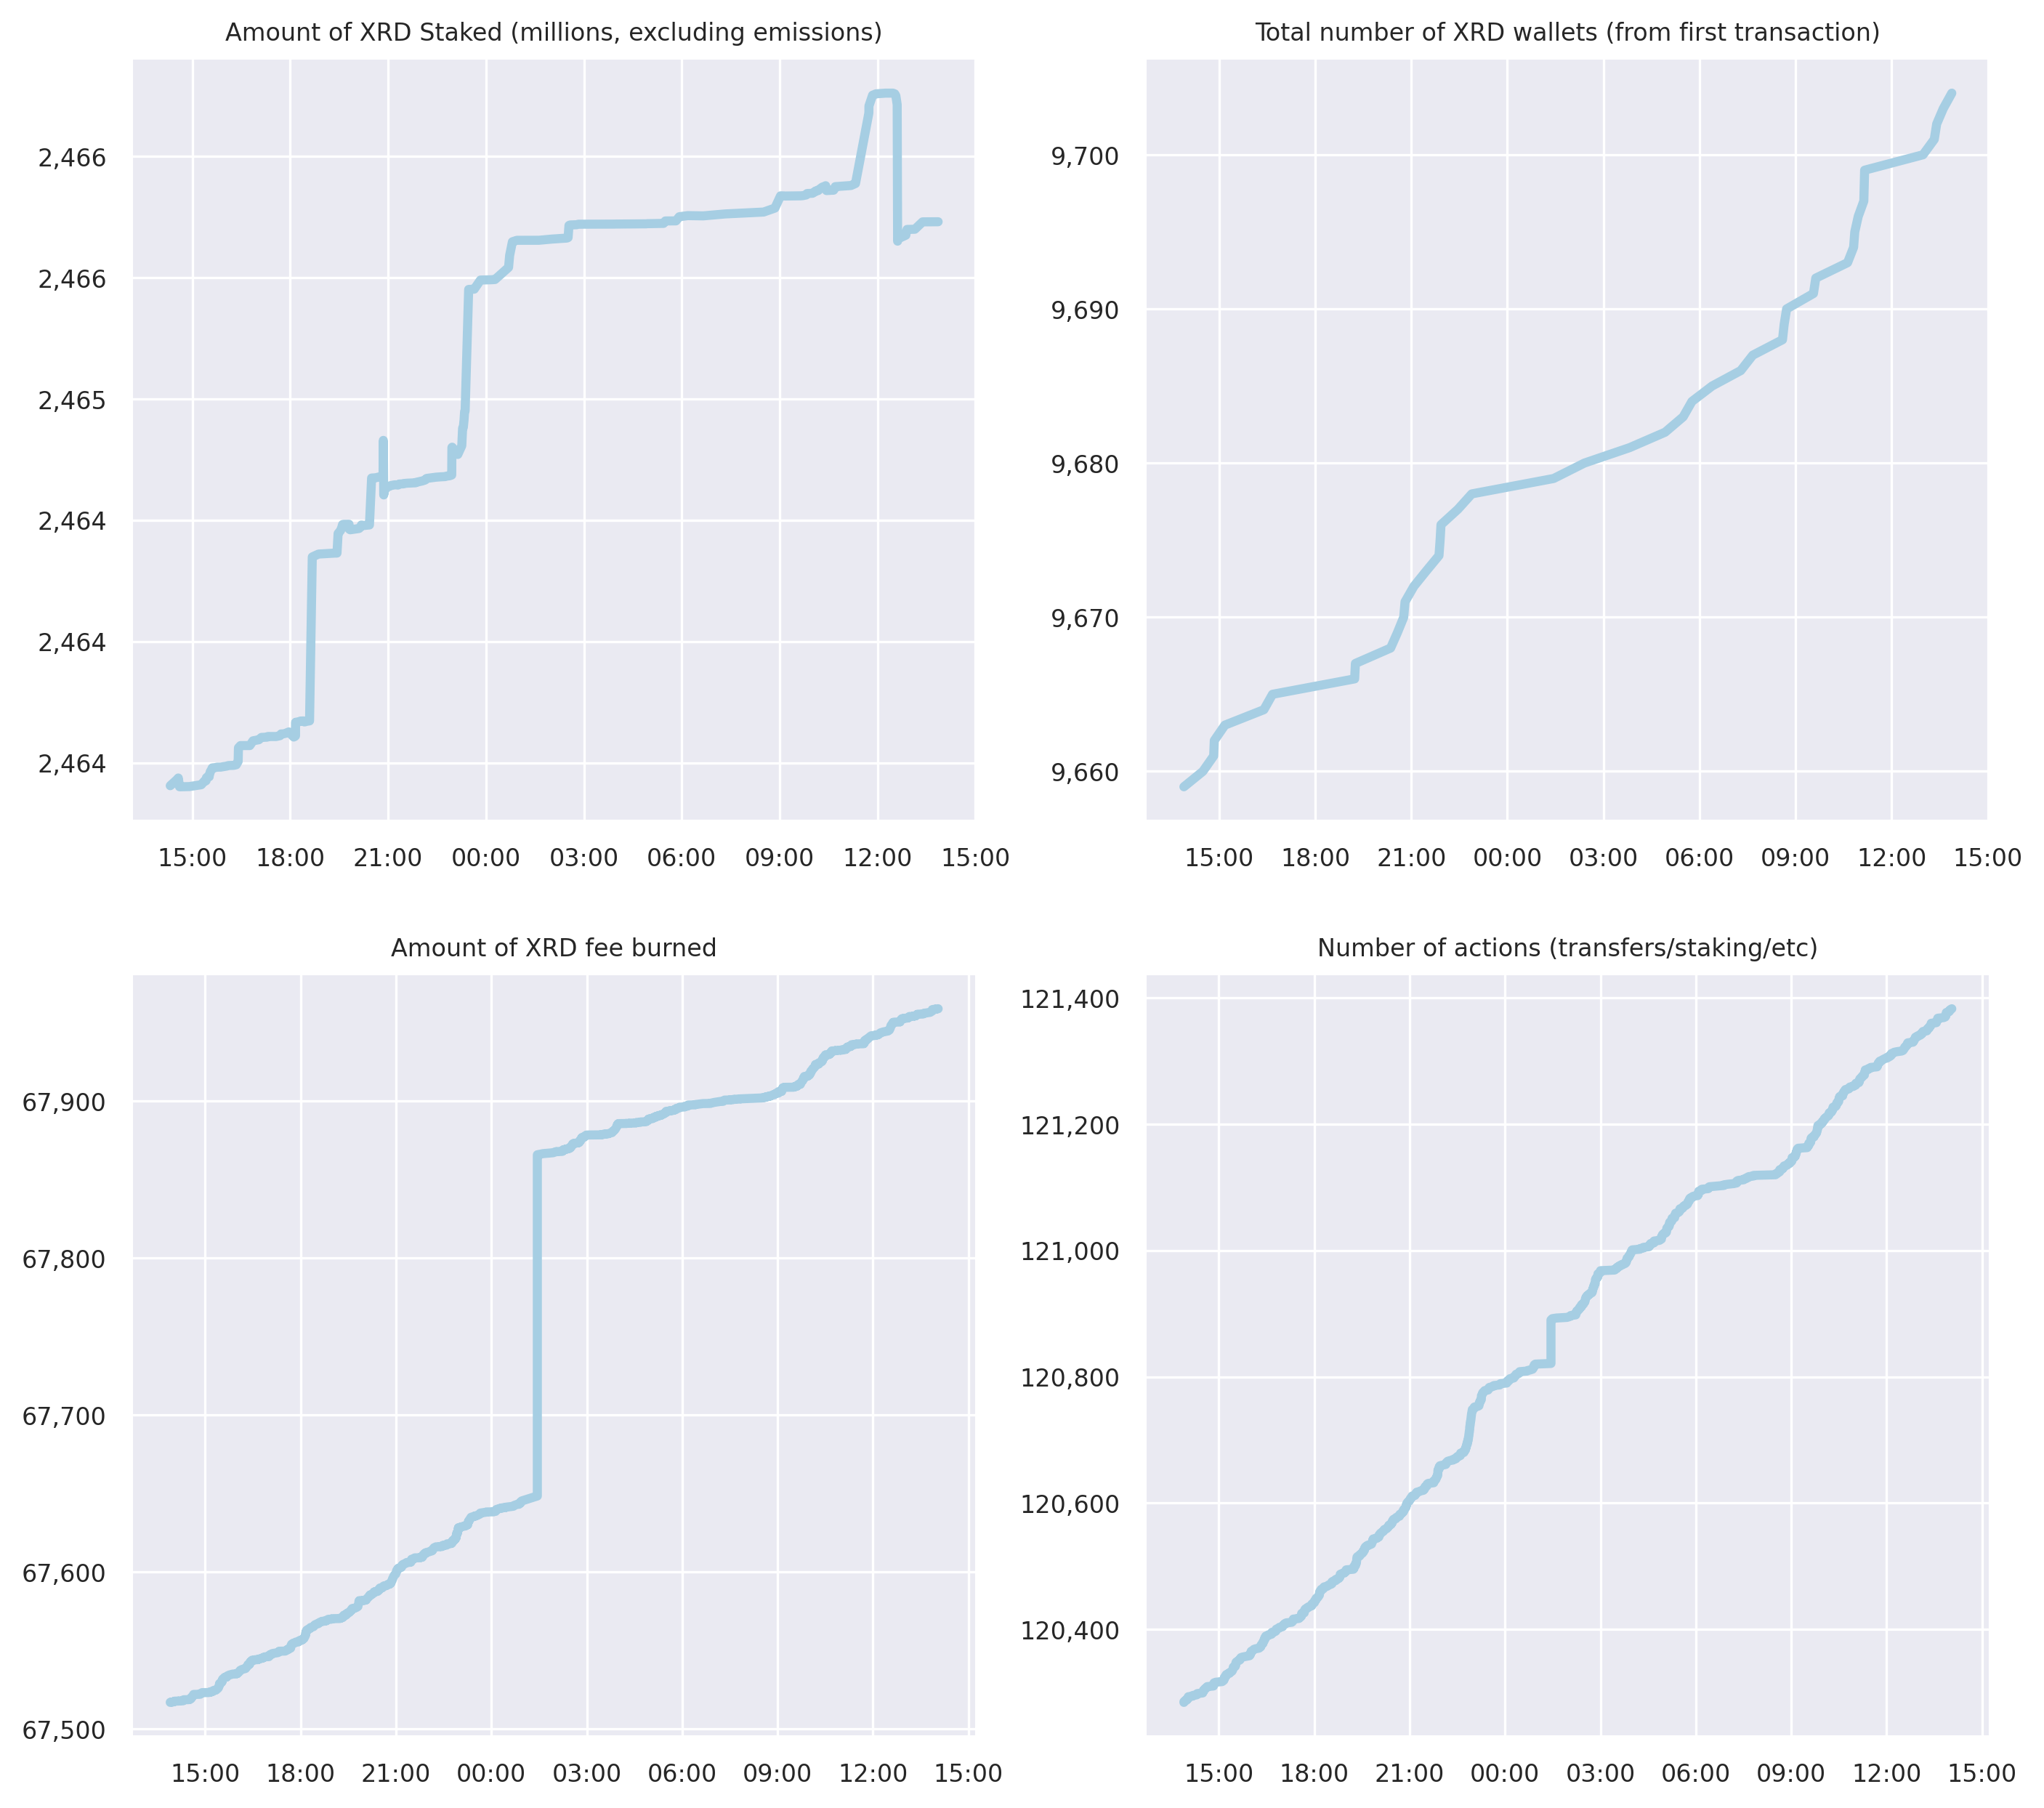 Amount of XRD Staked (millions, excluding emissions)
2,466
2,466
2,465
2,464
2,464
2,464
15:00 18:00 21:00 00:00 03:00 06:00 09:00 12:00 15:00
Total number of XRD wallets (from first transaction)
9,700
9,690
9,680
9,670
9,660
15:00 18:00 21:00 00:00 03:00 06:00 09:00 12:00 15:00
Amount of XRD fee burned
67,900
67,800
67,700
67,600
67,500
15:00 18:00 21:00 00:00 03:00 06:00 09:00 12:00 15:00
Number of actions (transfers/staking/etc)
121,400
121,200
121,000
120,800
120,600
120,400
15:00 18:00 21:00 00:00 03:00 06:00 09:00 12:00 15:00